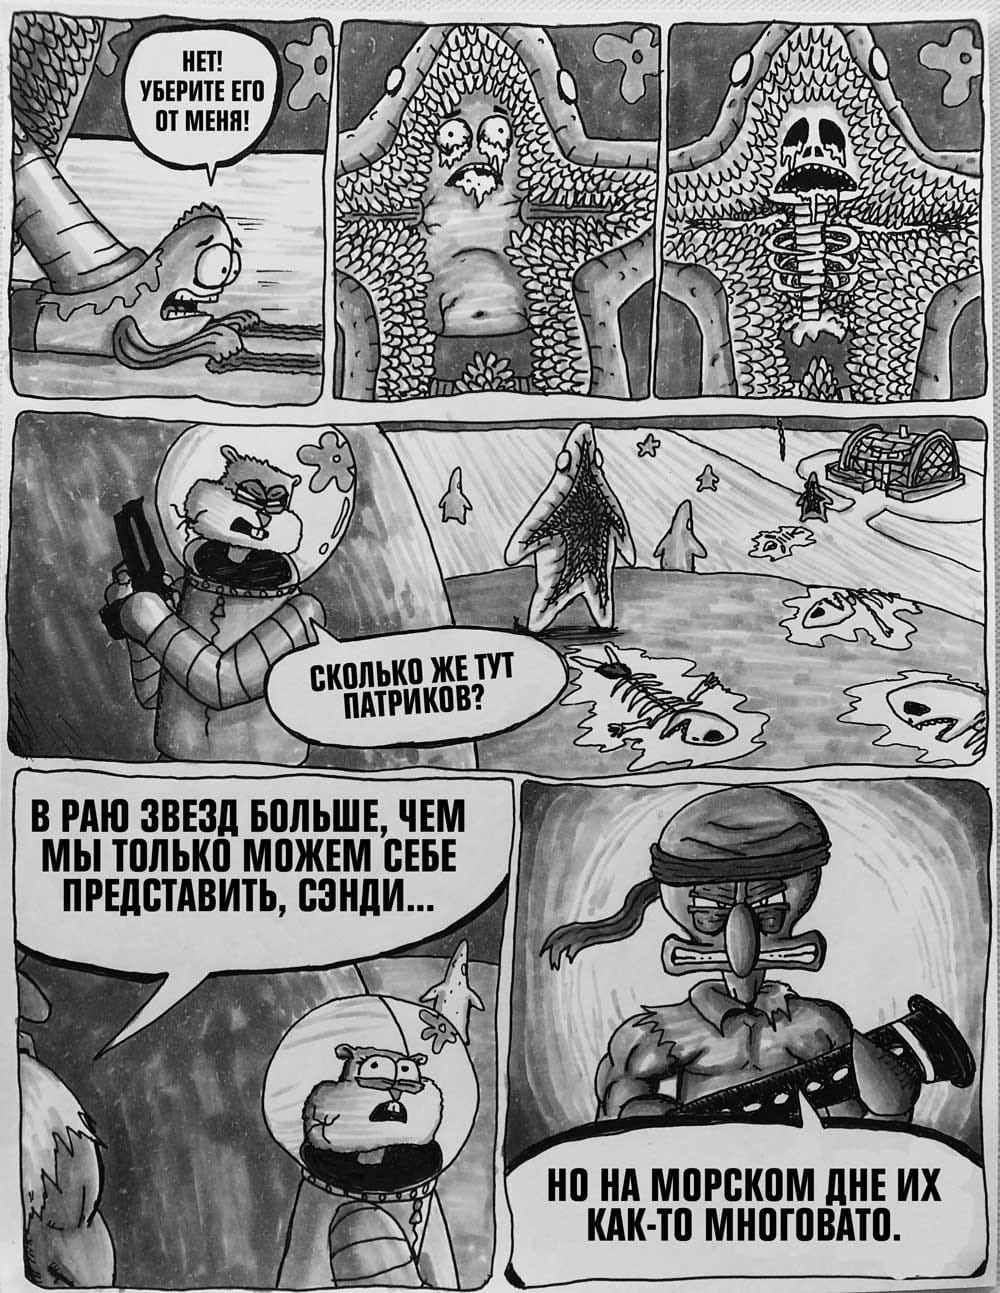 НЕТ!
УБЕРИТЕ ЕГО
ОТ МЕНЯ!
СКОЛЬКО ЖЕ ТУТ
ПАТРИКОВ?
В РАЮ ЗВЕЗД БОЛЬШЕ, ЧЕМ
МЫ ТОЛЬКО МОЖЕМ СЕБЕ
ПРЕДСТАВИТЬ, СЭНДИ...
НО НА МОРСКОМ ДНЕ ИХ
КАК-ТО МНОГОВАТО.